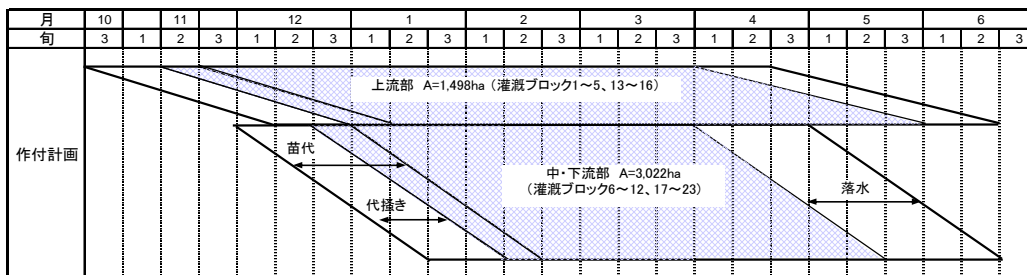 月 10 11 12 1 2 3 4 5 6
旬 3 1 2 3 1 2 3 1 2 3 1 2 3 1 2 3 1 2 3 1 2 3 1 2 3
作付計画
上流部 A=1,498ha (灌漑ブロック1～5、13～16)
苗代
中・下流部 A=3,022ha
(灌漑ブロック6～12、17～23)
代掻き
落水